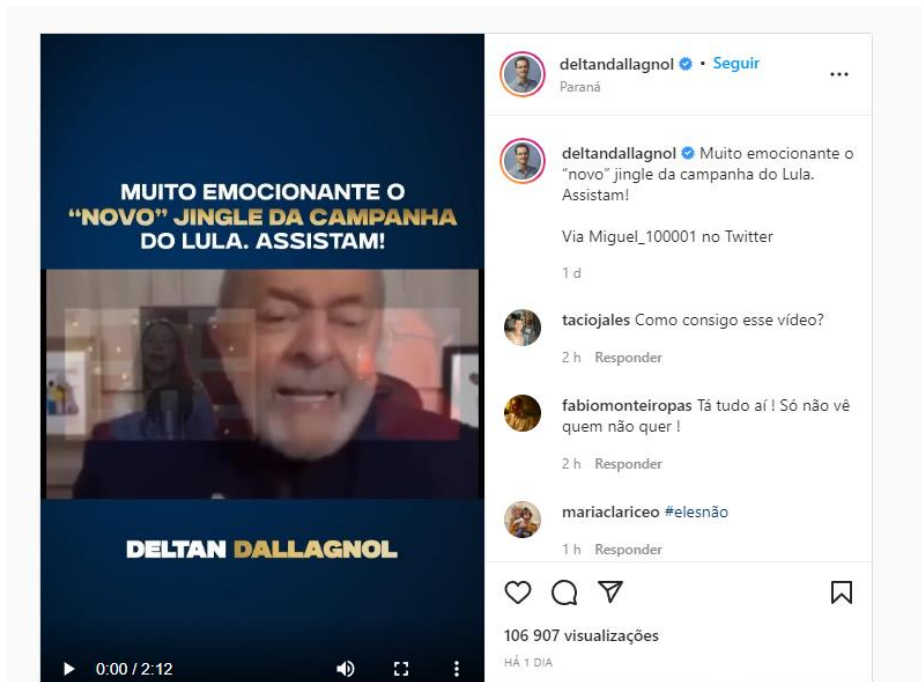 MUITO EMOCIONANTE O
“NOVO” JINGLE DA CAMPANHA
DO LULA. ASSISTAM!
DELTAN DALLAGNOL
0:00 / 2:12
deltandallagnol • Seguir
Paraná
deltandallagnol Muito emocionante o
“novo” jingle da campanha do Lula.
Assistam!
Via Miguel_100001 no Twitter
1 d
taciojales Como consigo esse vídeo?
2 h Responder
fabiomonteiropas Tá tudo aí ! Só não vê
quem não quer !
2 h Responder
mariaclariceo #elesnão
1 h Responder
106 907 visualizações
HÁ 1 DIA